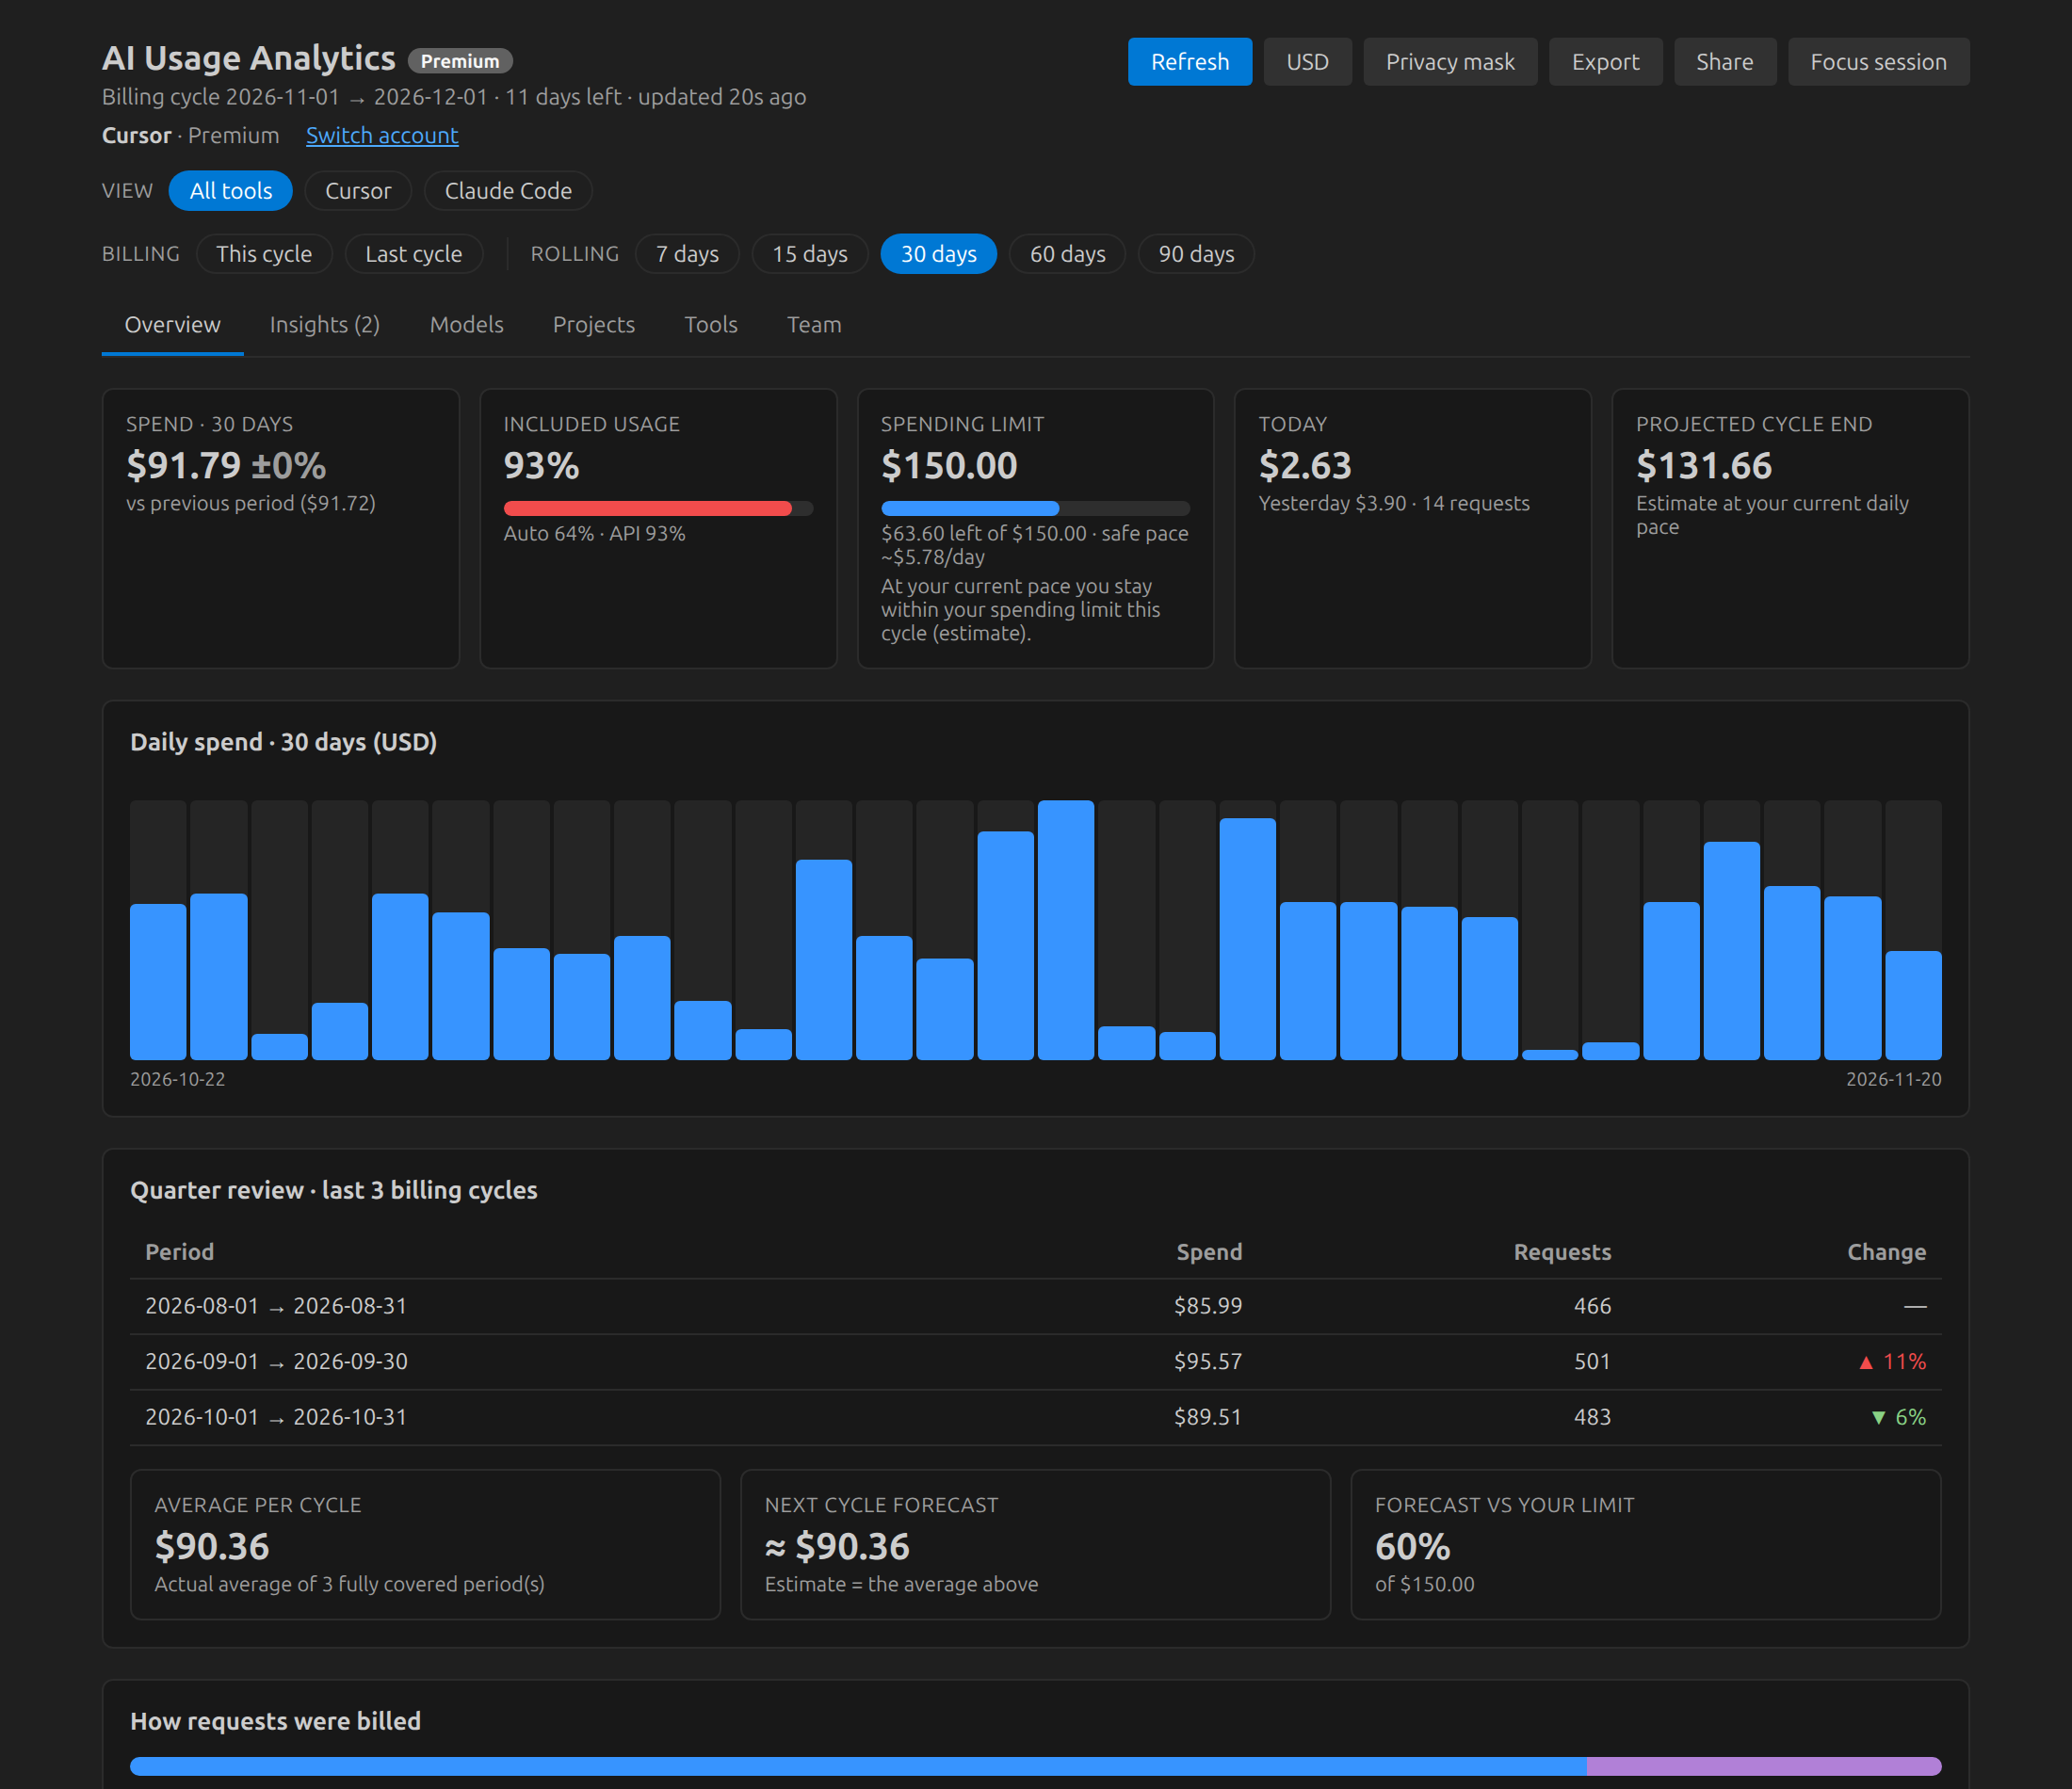 AI Usage Analytics Premium
Refresh USD Privacy mask Export Share Focus session
Billing cycle 2026-11-01 → 2026-12-01 · 11 days left · updated 20s ago
Cursor · Premium Switch account
VIEW All tools Cursor Claude Code
BILLING This cycle Last cycle ROLLING 7 days 15 days 30 days 60 days 90 days
Overview Insights (2) Models Projects Tools Team
SPEND · 30 DAYS
$91.79 ±0%
vs previous period ($91.72)
INCLUDED USAGE
93%
Auto 64% · API 93%
SPENDING LIMIT
$150.00
$63.60 left of $150.00 · safe pace
~$5.78/day
At your current pace you stay
within your spending limit this
cycle (estimate).
TODAY
$2.63
Yesterday $3.90 · 14 requests
PROJECTED CYCLE END
$131.66
Estimate at your current daily
pace
Daily spend · 30 days (USD)
2026-10-22 2026-11-20
Quarter review · last 3 billing cycles
Period Spend Requests Change
2026-08-01 → 2026-08-31 $85.99 466 —
2026-09-01 → 2026-09-30 $95.57 501 ▲ 11%
2026-10-01 → 2026-10-31 $89.51 483 ▼ 6%
AVERAGE PER CYCLE
$90.36
Actual average of 3 fully covered period(s)
NEXT CYCLE FORECAST
≈ $90.36
Estimate = the average above
FORECAST VS YOUR LIMIT
60%
of $150.00
How requests were billed